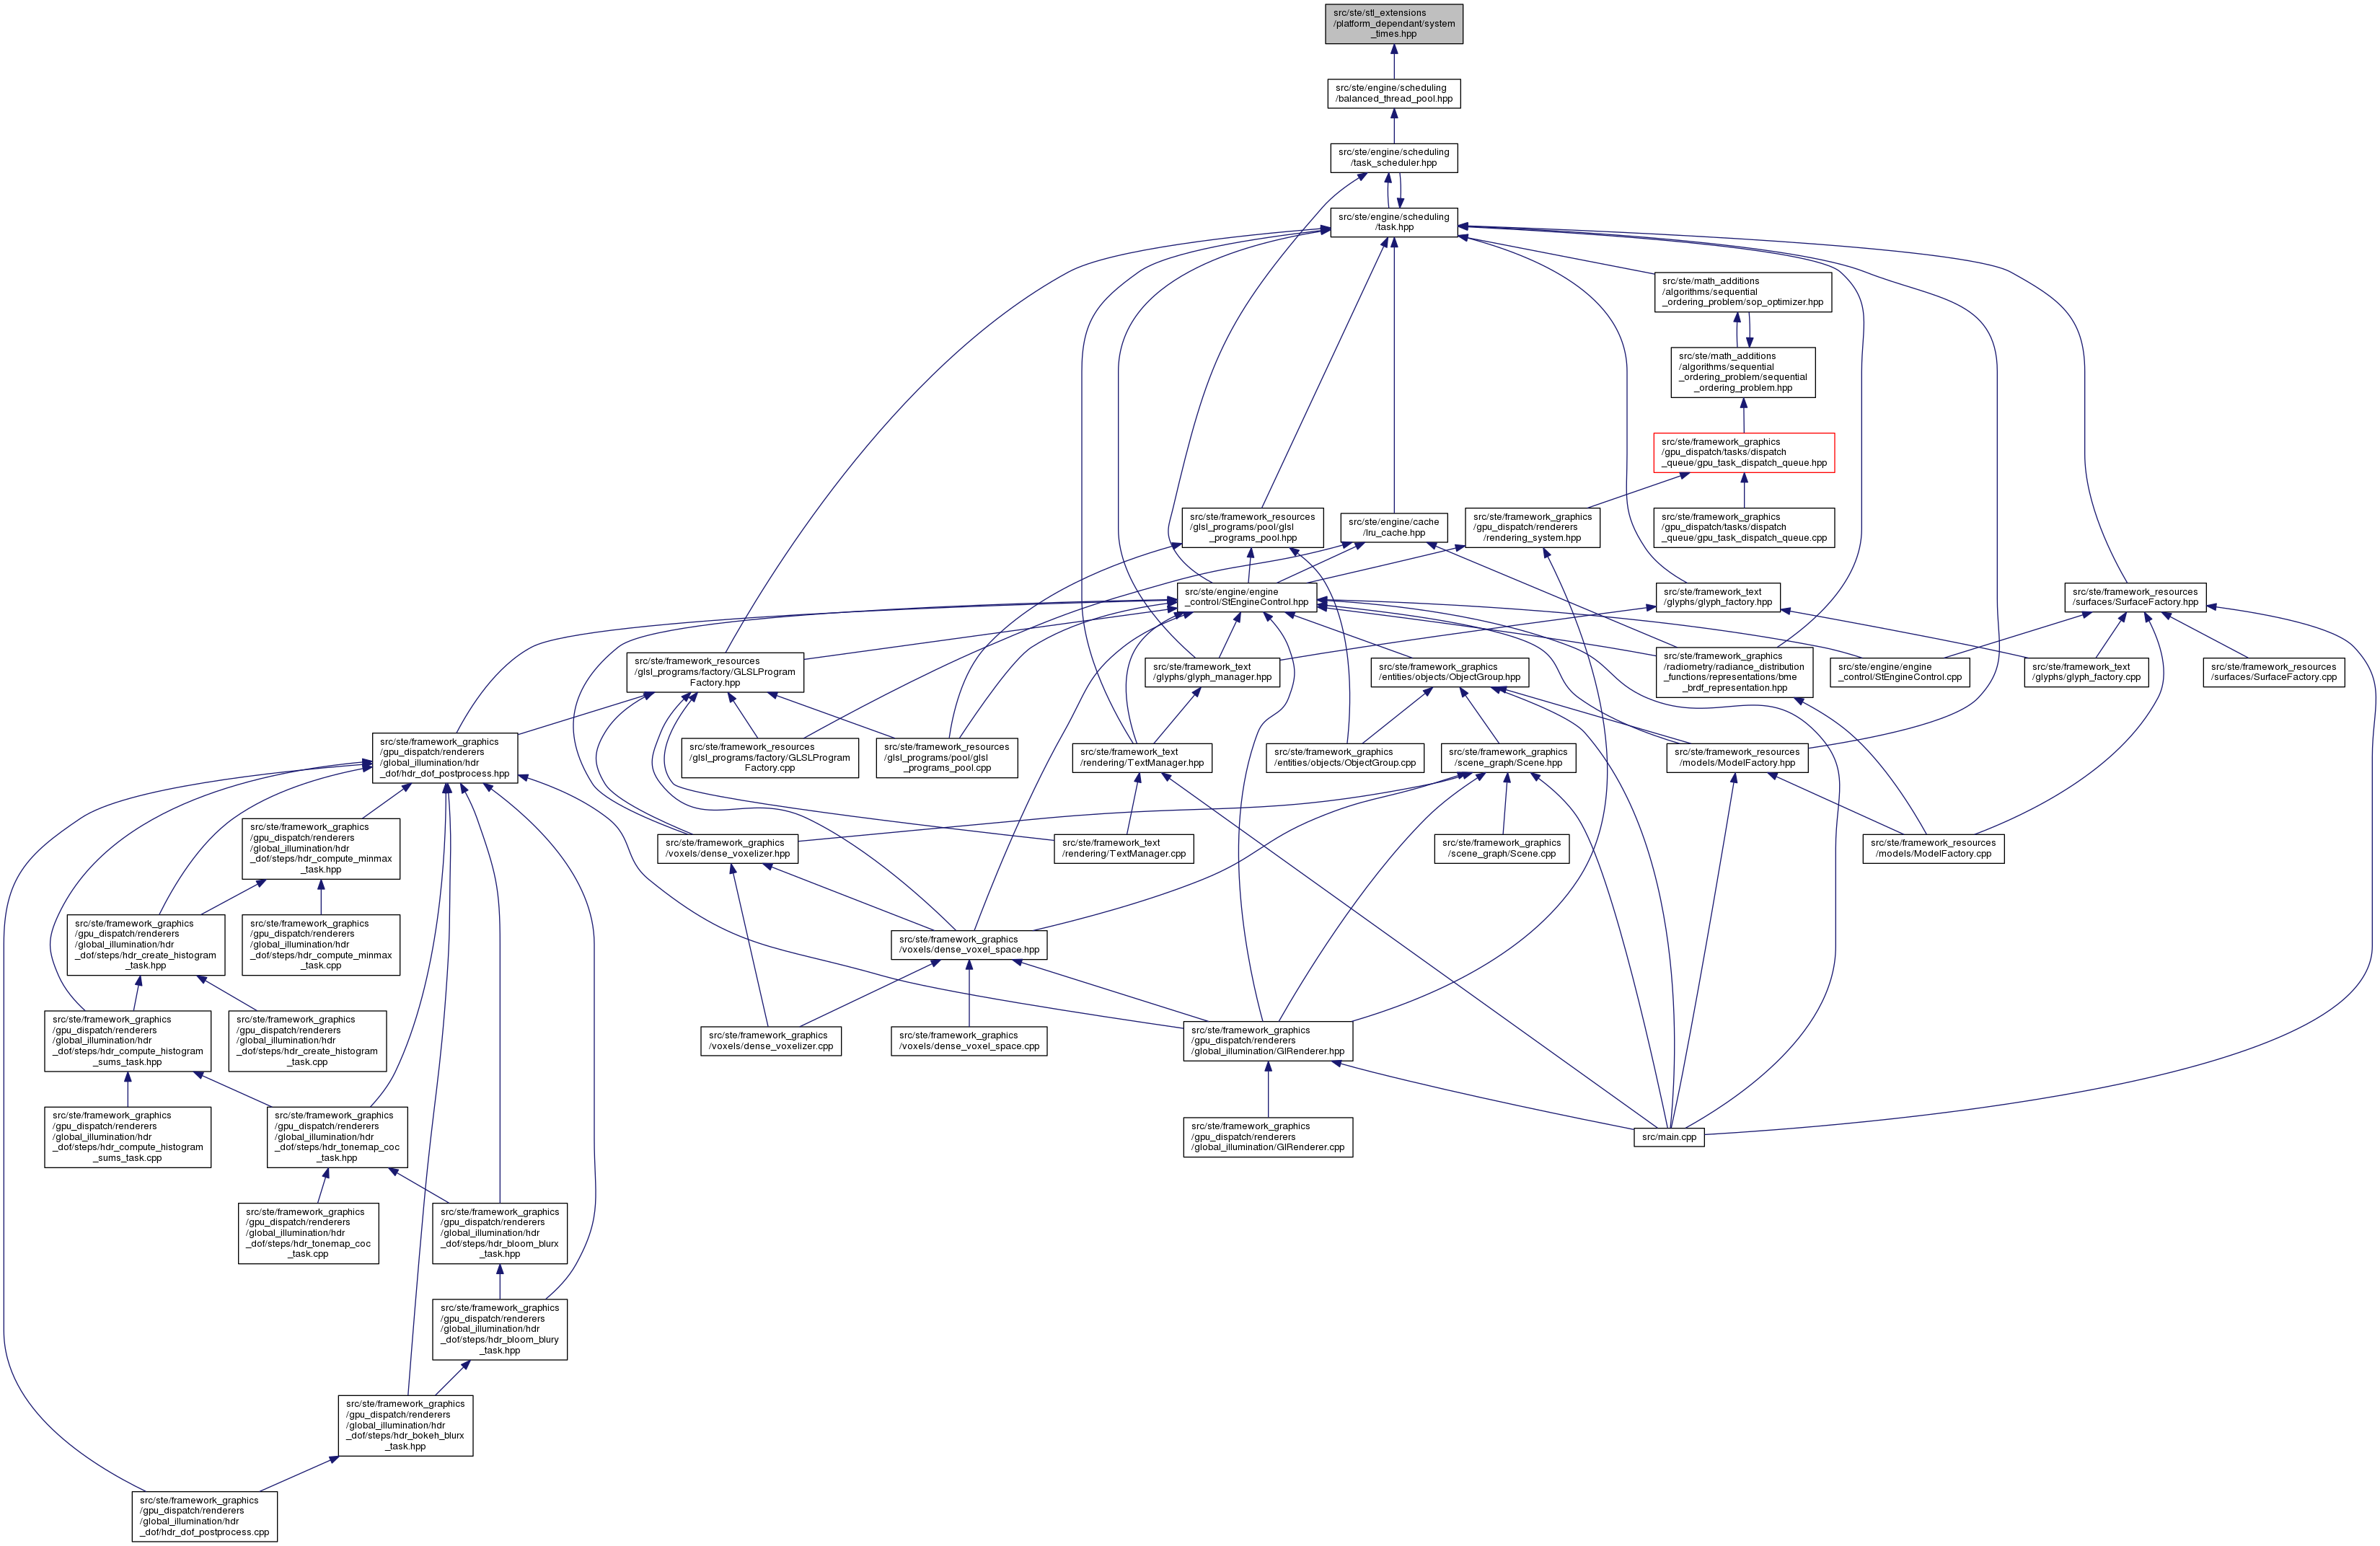 src/ste/stl_extensions
/platform_dependant/system
_times.hpp
src/ste/engine/scheduling
/balanced_thread_pool.hpp
src/ste/engine/scheduling
/task_scheduler.hpp
src/ste/engine/scheduling
/task.hpp
src/ste/math_additions
/algorithms/sequential
_ordering_problem/sop_optimizer.hpp
src/ste/math_additions
/algorithms/sequential
_ordering_problem/sequential
_ordering_problem.hpp
src/ste/framework_graphics
/gpu_dispatch/tasks/dispatch
_queue/gpu_task_dispatch_queue.hpp
src/ste/framework_resources
/glsl_programs/pool/glsl
_programs_pool.hpp
src/ste/engine/cache
/lru_cache.hpp
src/ste/framework_graphics
/gpu_dispatch/renderers
/rendering_system.hpp
src/ste/framework_graphics
/gpu_dispatch/tasks/dispatch
_queue/gpu_task_dispatch_queue.cpp
src/ste/engine/engine
_control/StEngineControl.hpp
src/ste/framework_text
/glyphs/glyph_factory.hpp
src/ste/framework_resources
/surfaces/SurfaceFactory.hpp
src/ste/framework_resources
/glsl_programs/factory/GLSLProgram
Factory.hpp
src/ste/framework_text
/glyphs/glyph_manager.hpp
src/ste/framework_graphics
/entities/objects/ObjectGroup.hpp
src/ste/framework_graphics
/radiometry/radiance_distribution
_functions/representations/bme
_brdf_representation.hpp
src/ste/engine/engine
_control/StEngineControl.cpp
src/ste/framework_text
/glyphs/glyph_factory.cpp
src/ste/framework_resources
/surfaces/SurfaceFactory.cpp
src/ste/framework_graphics
/gpu_dispatch/renderers
/global_illumination/hdr
_dof/hdr_dof_postprocess.hpp
src/ste/framework_resources
/glsl_programs/factory/GLSLProgram
Factory.cpp
src/ste/framework_resources
/glsl_programs/pool/glsl
_programs_pool.cpp
src/ste/framework_text
/rendering/TextManager.hpp
src/ste/framework_graphics
/entities/objects/ObjectGroup.cpp
src/ste/framework_graphics
/scene_graph/Scene.hpp
src/ste/framework_resources
/models/ModelFactory.hpp
src/ste/framework_graphics
/gpu_dispatch/renderers
/global_illumination/hdr
_dof/steps/hdr_compute_minmax
_task.hpp
src/ste/framework_graphics
/voxels/dense_voxelizer.hpp
src/ste/framework_text
/rendering/TextManager.cpp
src/ste/framework_graphics
/scene_graph/Scene.cpp
src/ste/framework_resources
/models/ModelFactory.cpp
src/ste/framework_graphics
/gpu_dispatch/renderers
/global_illumination/hdr
_dof/steps/hdr_create_histogram
_task.hpp
src/ste/framework_graphics
/gpu_dispatch/renderers
/global_illumination/hdr
_dof/steps/hdr_compute_minmax
_task.cpp
src/ste/framework_graphics
/voxels/dense_voxel_space.hpp
src/ste/framework_graphics
/gpu_dispatch/renderers
/global_illumination/hdr
_dof/steps/hdr_compute_histogram
_sums_task.hpp
src/ste/framework_graphics
/gpu_dispatch/renderers
/global_illumination/hdr
_dof/steps/hdr_create_histogram
_task.cpp
src/ste/framework_graphics
/voxels/dense_voxelizer.cpp
src/ste/framework_graphics
/voxels/dense_voxel_space.cpp
src/ste/framework_graphics
/gpu_dispatch/renderers
/global_illumination/GIRenderer.hpp
src/ste/framework_graphics
/gpu_dispatch/renderers
/global_illumination/hdr
_dof/steps/hdr_compute_histogram
_sums_task.cpp
src/ste/framework_graphics
/gpu_dispatch/renderers
/global_illumination/hdr
_dof/steps/hdr_tonemap_coc
_task.hpp
src/ste/framework_graphics
/gpu_dispatch/renderers
/global_illumination/GIRenderer.cpp
src/main.cpp
src/ste/framework_graphics
/gpu_dispatch/renderers
/global_illumination/hdr
_dof/steps/hdr_tonemap_coc
_task.cpp
src/ste/framework_graphics
/gpu_dispatch/renderers
/global_illumination/hdr
_dof/steps/hdr_bloom_blurx
_task.hpp
src/ste/framework_graphics
/gpu_dispatch/renderers
/global_illumination/hdr
_dof/steps/hdr_bloom_blury
_task.hpp
src/ste/framework_graphics
/gpu_dispatch/renderers
/global_illumination/hdr
_dof/steps/hdr_bokeh_blurx
_task.hpp
src/ste/framework_graphics
/gpu_dispatch/renderers
/global_illumination/hdr
_dof/hdr_dof_postprocess.cpp